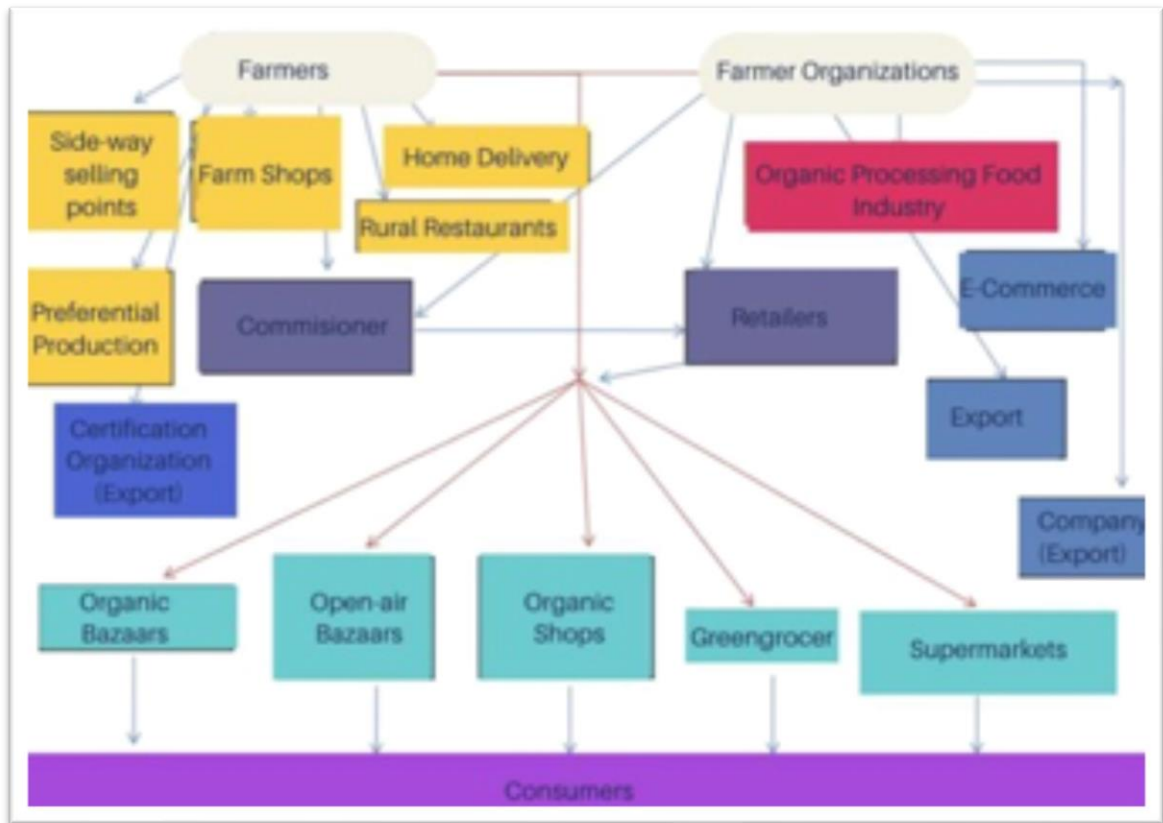 Farmers
Farmer Organizations
Side-way
selling
points
Farm Shops
Home Delivery
Rural Restaurants
Organic Processing Food
Industry
Preferential
Production
Commisioner
Retailers
E-Commerce
Export
Certification
Organization
(Export)
Company
(Export)
Organic
Bazaars
Open-air
Bazaars
Organic
Shops
Greengrocer
Supermarkets
Consumers